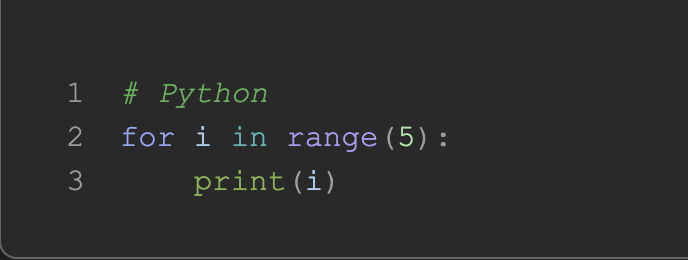 1 # Python
2 for i in range(5):
3     print(i)